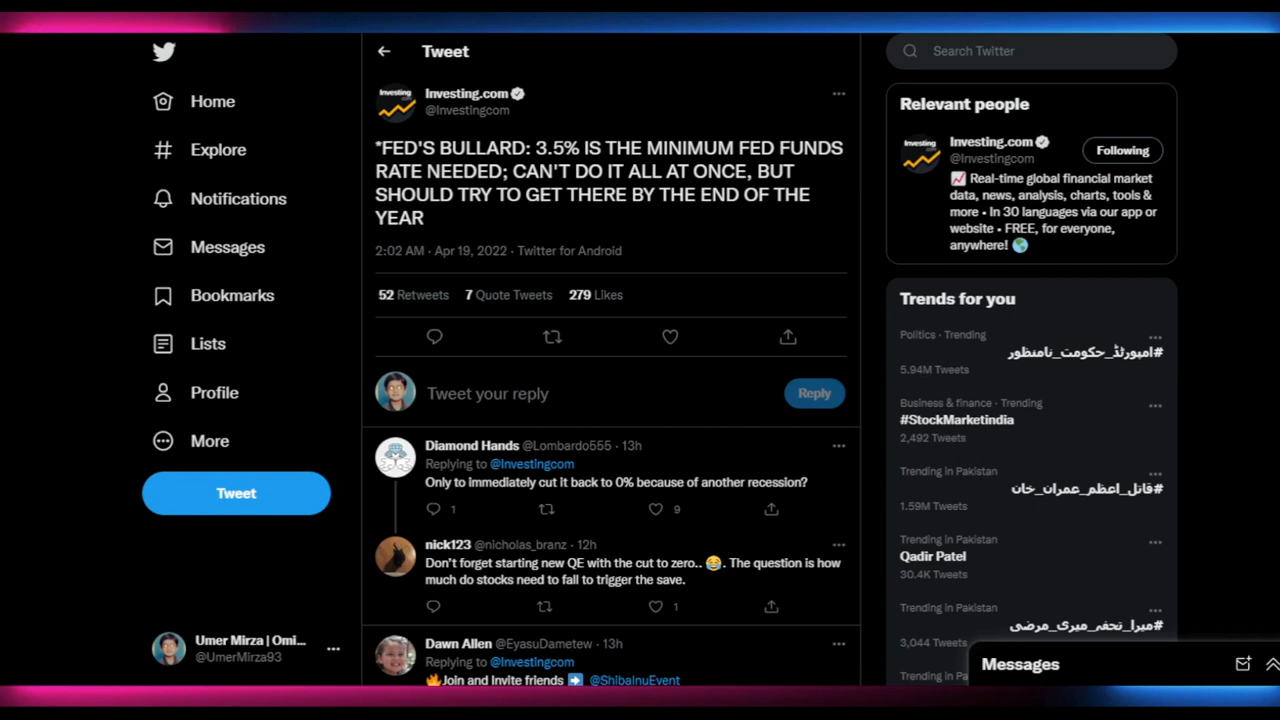 Home
Explore
Notifications
Messages
Bookmarks
Lists
Profile
More
Tweet
Umer Mirza | Omi...
@UmerMirza93
Tweet
Investing.com
@Investingcom
*FED'S BULLARD: 3.5% IS THE MINIMUM FED FUNDS
RATE NEEDED; CAN'T DO IT ALL AT ONCE, BUT
SHOULD TRY TO GET THERE BY THE END OF THE
YEAR
2:02 AM · Apr 19, 2022 · Twitter for Android
52 Retweets 7 Quote Tweets 279 Likes
Tweet your reply
Reply
Diamond Hands @Lombardo555 · 13h
Replying to @Investingcom
Only to immediately cut it back to 0% because of another recession?
1 9
nick123 @nicholas_branz · 12h
Don't forget starting new QE with the cut to zero.. 😂. The question is how
much do stocks need to fall to trigger the save.
1
Dawn Allen @EyasuDametew · 13h
Replying to @Investingcom
🔥Join and Invite friends ➡️ @ShibaInuEvent
Search Twitter
Relevant people
Investing.com
@Investingcom
Following
📈 Real-time global financial market
data, news, analysis, charts, tools &
more • In 30 languages via our app or
website • FREE, for everyone,
anywhere! 🌎
Trends for you
Politics · Trending
#امپورٹڈ_حکومت_نامنظور
5.94M Tweets
Business & finance · Trending
#StockMarketindia
2,492 Tweets
Trending in Pakistan
#قاتل_اعظم_عمران_خان
1.59M Tweets
Trending in Pakistan
Qadir Patel
30.4K Tweets
Trending in Pakistan
#میرا_تحفہ_میری_مرضی
3,044 Tweets
Trending in Pa
Messages